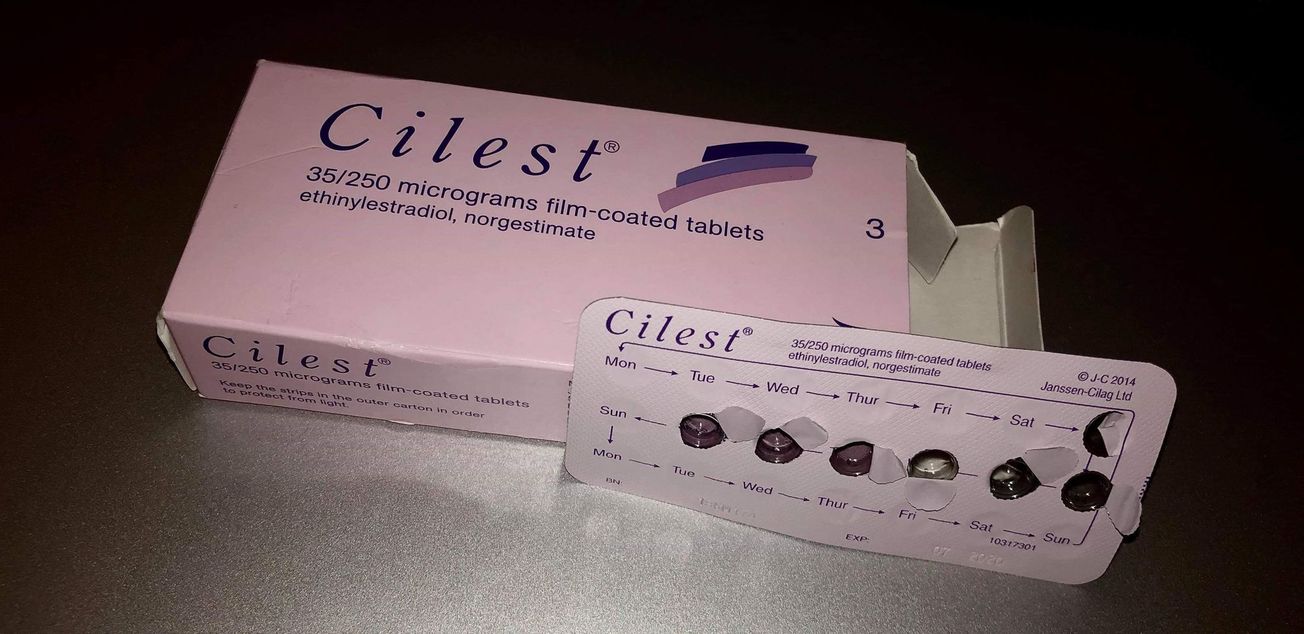 Cilest®
35/250 micrograms film-coated tablets
ethinylestradiol, norgestimate
3
Cilest®
35/250 micrograms film-coated tablets
Keep the strips in the outer carton in order
to protect from light.
Cilest®
35/250 micrograms film-coated tablets
ethinylestradiol, norgestimate
© J-C 2014
Janssen-Cilag Ltd
Mon Tue Wed Thur Fri Sat
Sun
Mon Tue Wed Thur Fri Sat Sun
BN
EXP
10317301
07 2020